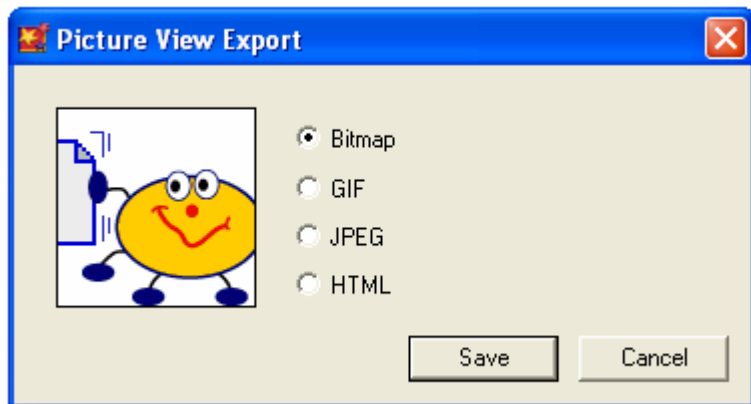 Picture View Export
Bitmap
GIF
JPEG
HTML
Save Cancel